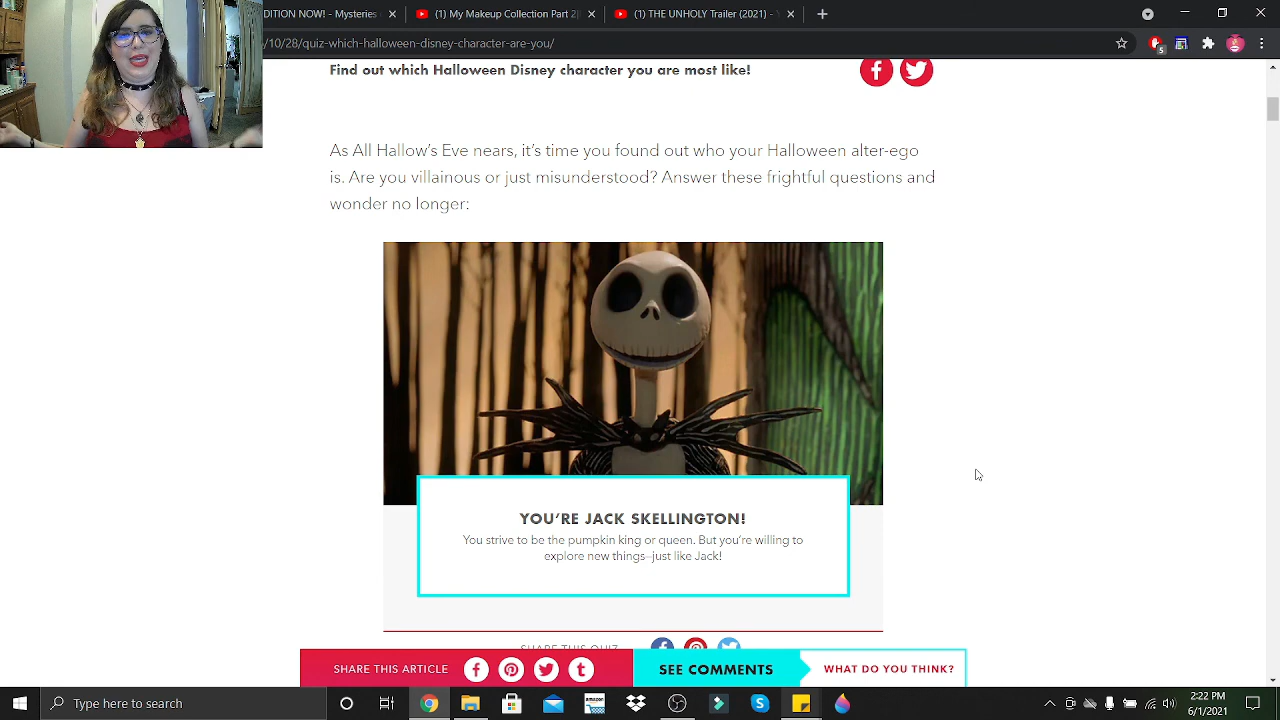 DITION NOW! - Mysteries
(1) My Makeup Collection Part 2|
(1) THE UNHOLY Trailer (2021) -
/10/28/quiz-which-halloween-disney-character-are-you/
5
Find out which Halloween Disney character you are most like!
As All Hallow’s Eve nears, it’s time you found out who your Halloween alter-ego
is. Are you villainous or just misunderstood? Answer these frightful questions and
wonder no longer:
YOU’RE JACK SKELLINGTON!
You strive to be the pumpkin king or queen. But you’re willing to
explore new things—just like Jack!
SHARE THIS QUIZ
SHARE THIS ARTICLE
SEE COMMENTS
WHAT DO YOU THINK?
Type here to search
amazon
2:22 PM
6/1/2021